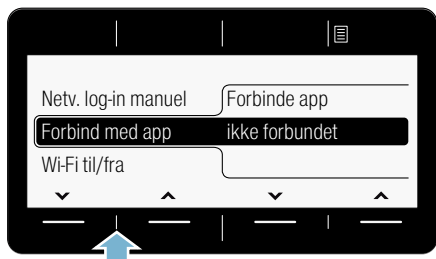 Netv. log-in manuel Forbinde app
Forbind med app ikke forbundet
Wi-Fi til/fra